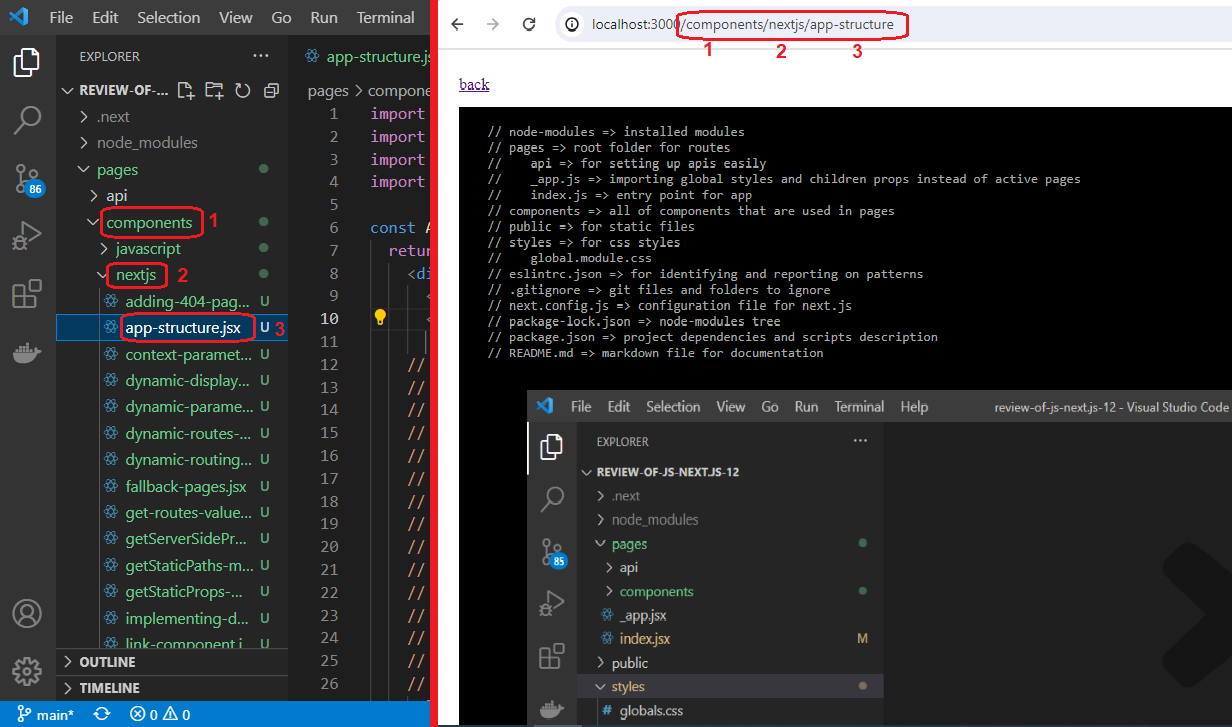 File Edit Selection View Go Run Terminal
EXPLORER
REVIEW-OF-...
.next
node_modules
pages
api
components 1
javascript
nextjs 2
adding-404-pag... U
app-structure.jsx U 3
context-paramet... U
dynamic-display... U
dynamic-parame... U
dynamic-routes-... U
dynamic-routing... U
fallback-pages.jsx U
get-routes-value... U
getServerSidePr... U
getStaticPaths-m... U
getStaticProps-... U
implementing-d... U
link-component.j U
OUTLINE
TIMELINE
86
main* 0 0
app-structure.js
pages > compone
1 import
2 import
3 import
4 import
5
6 const A
7 retur
8 <di
9 <
10 <
11
12 //
13 //
14 //
15 //
16 //
17 //
18 //
19 //
20 //
21 //
22 //
23 //
24 //
25 //
26 //
localhost:3000/components/nextjs/app-structure
1 2 3
back
// node-modules => installed modules
// pages => root folder for routes
// api => for setting up apis easily
// _app.js => importing global styles and children props instead of active pages
// index.js => entry point for app
// components => all of components that are used in pages
// public => for static files
// styles => for css styles
// global.module.css
// eslintrc.json => for identifying and reporting on patterns
// .gitignore => git files and folders to ignore
// next.config.js => configuration file for next.js
// package-lock.json => node-modules tree
// package.json => project dependencies and scripts description
// README.md => markdown file for documentation
File Edit Selection View Go Run Terminal Help review-of-js-next.js-12 - Visual Studio Code
EXPLORER
REVIEW-OF-JS-NEXT.JS-12
.next
node_modules
pages
api
components
_app.jsx
index.jsx M
public
styles
# globals.css
85